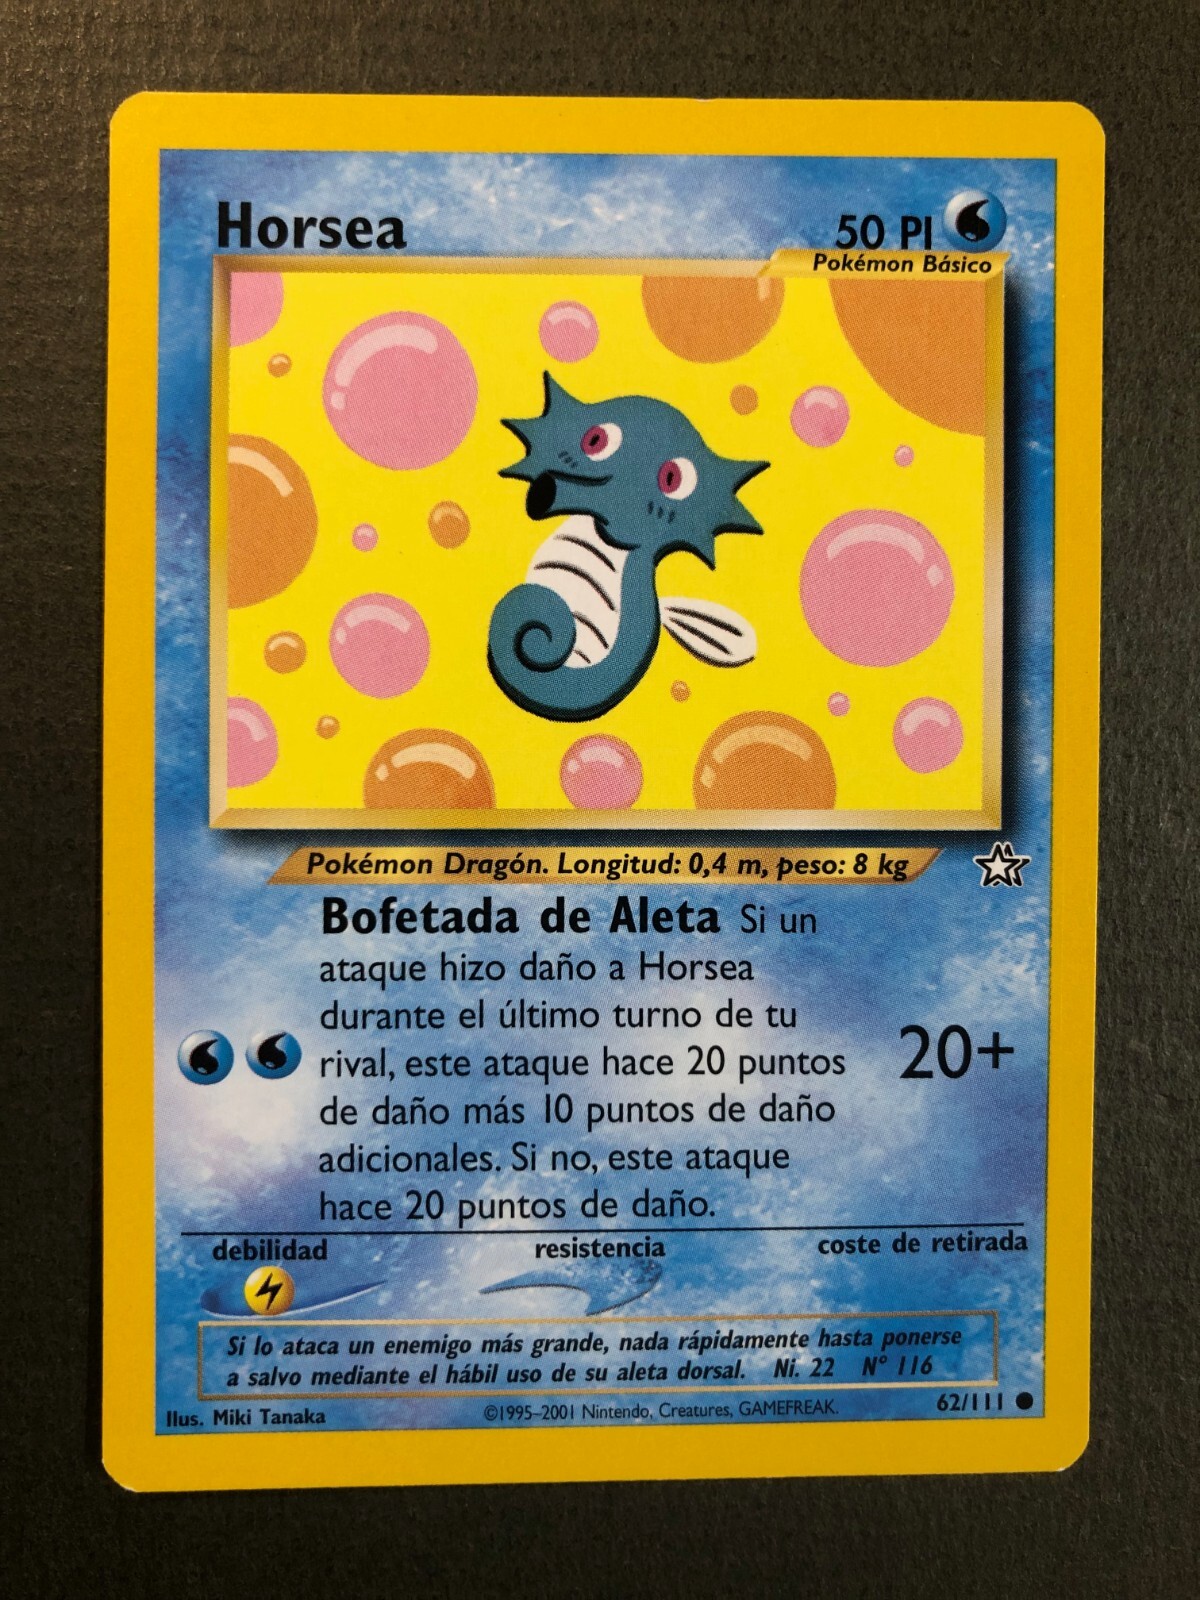 Horsea
50 PI
Pokémon Básico
Pokémon Dragón. Longitud: 0,4 m, peso: 8 kg
Bofetada de Aleta Si un
ataque hizo daño a Horsea
durante el último turno de tu
rival, este ataque hace 20 puntos
de daño más 10 puntos de daño
adicionales. Si no, este ataque
hace 20 puntos de daño.
20+
debilidad
resistencia
coste de retirada
Si lo ataca un enemigo más grande, nada rápidamente hasta ponerse
a salvo mediante el hábil uso de su aleta dorsal. Ni. 22 N° 116
Ilus. Miki Tanaka
©1995-2001 Nintendo, Creatures, GAMEFREAK.
62/111